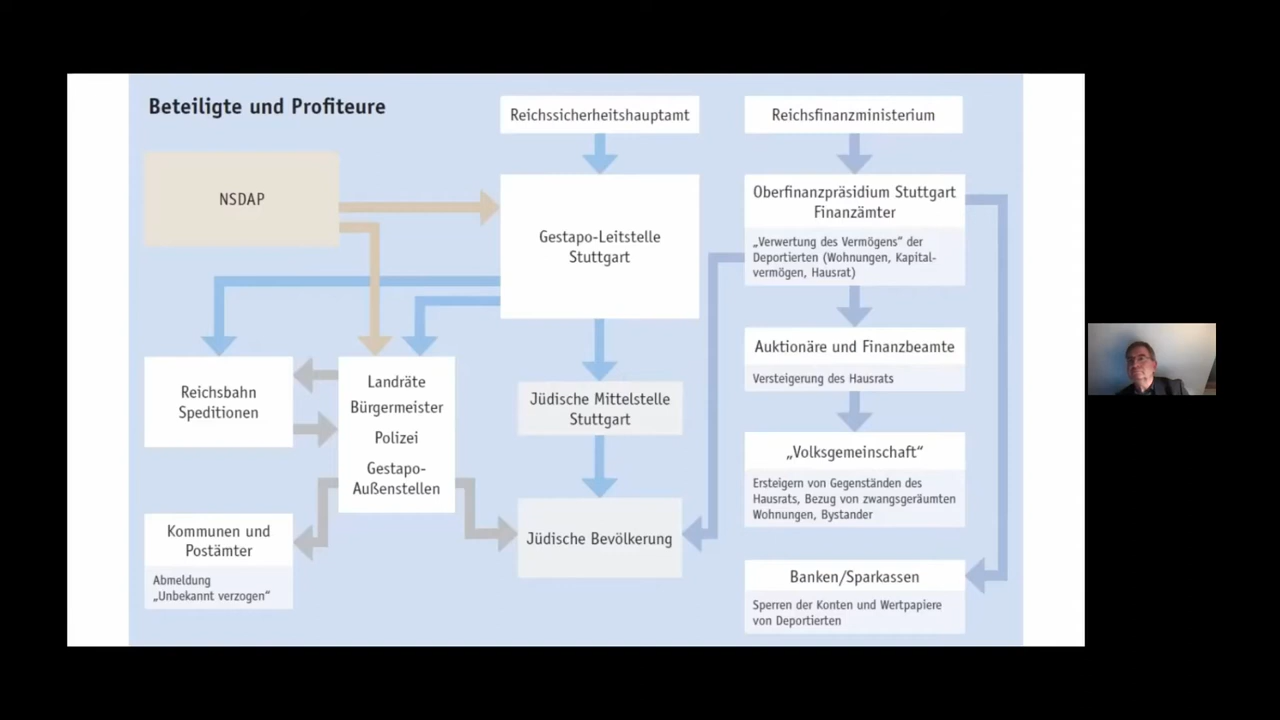 Beteiligte und Profiteure
NSDAP
Reichssicherheitshauptamt
Gestapo-Leitstelle
Stuttgart
Reichsbahn
Speditionen
Landräte
Bürgermeister
Polizei
Gestapo-
Außenstellen
Kommunen und
Postämter
Abmeldung
„Unbekannt verzogen“
Jüdische Mittelstelle
Stuttgart
Jüdische Bevölkerung
Reichsfinanzministerium
Oberfinanzpräsidium Stuttgart
Finanzämter
„Verwertung des Vermögens“ der
Deportierten (Wohnungen, Kapital-
vermögen, Hausrat)
Auktionäre und Finanzbeamte
Versteigerung des Hausrats
„Volksgemeinschaft“
Ersteigern von Gegenständen des
Hausrats, Bezug von zwangsgeräumten
Wohnungen, Bystander
Banken/Sparkassen
Sperren der Konten und Wertpapiere
von Deportierten